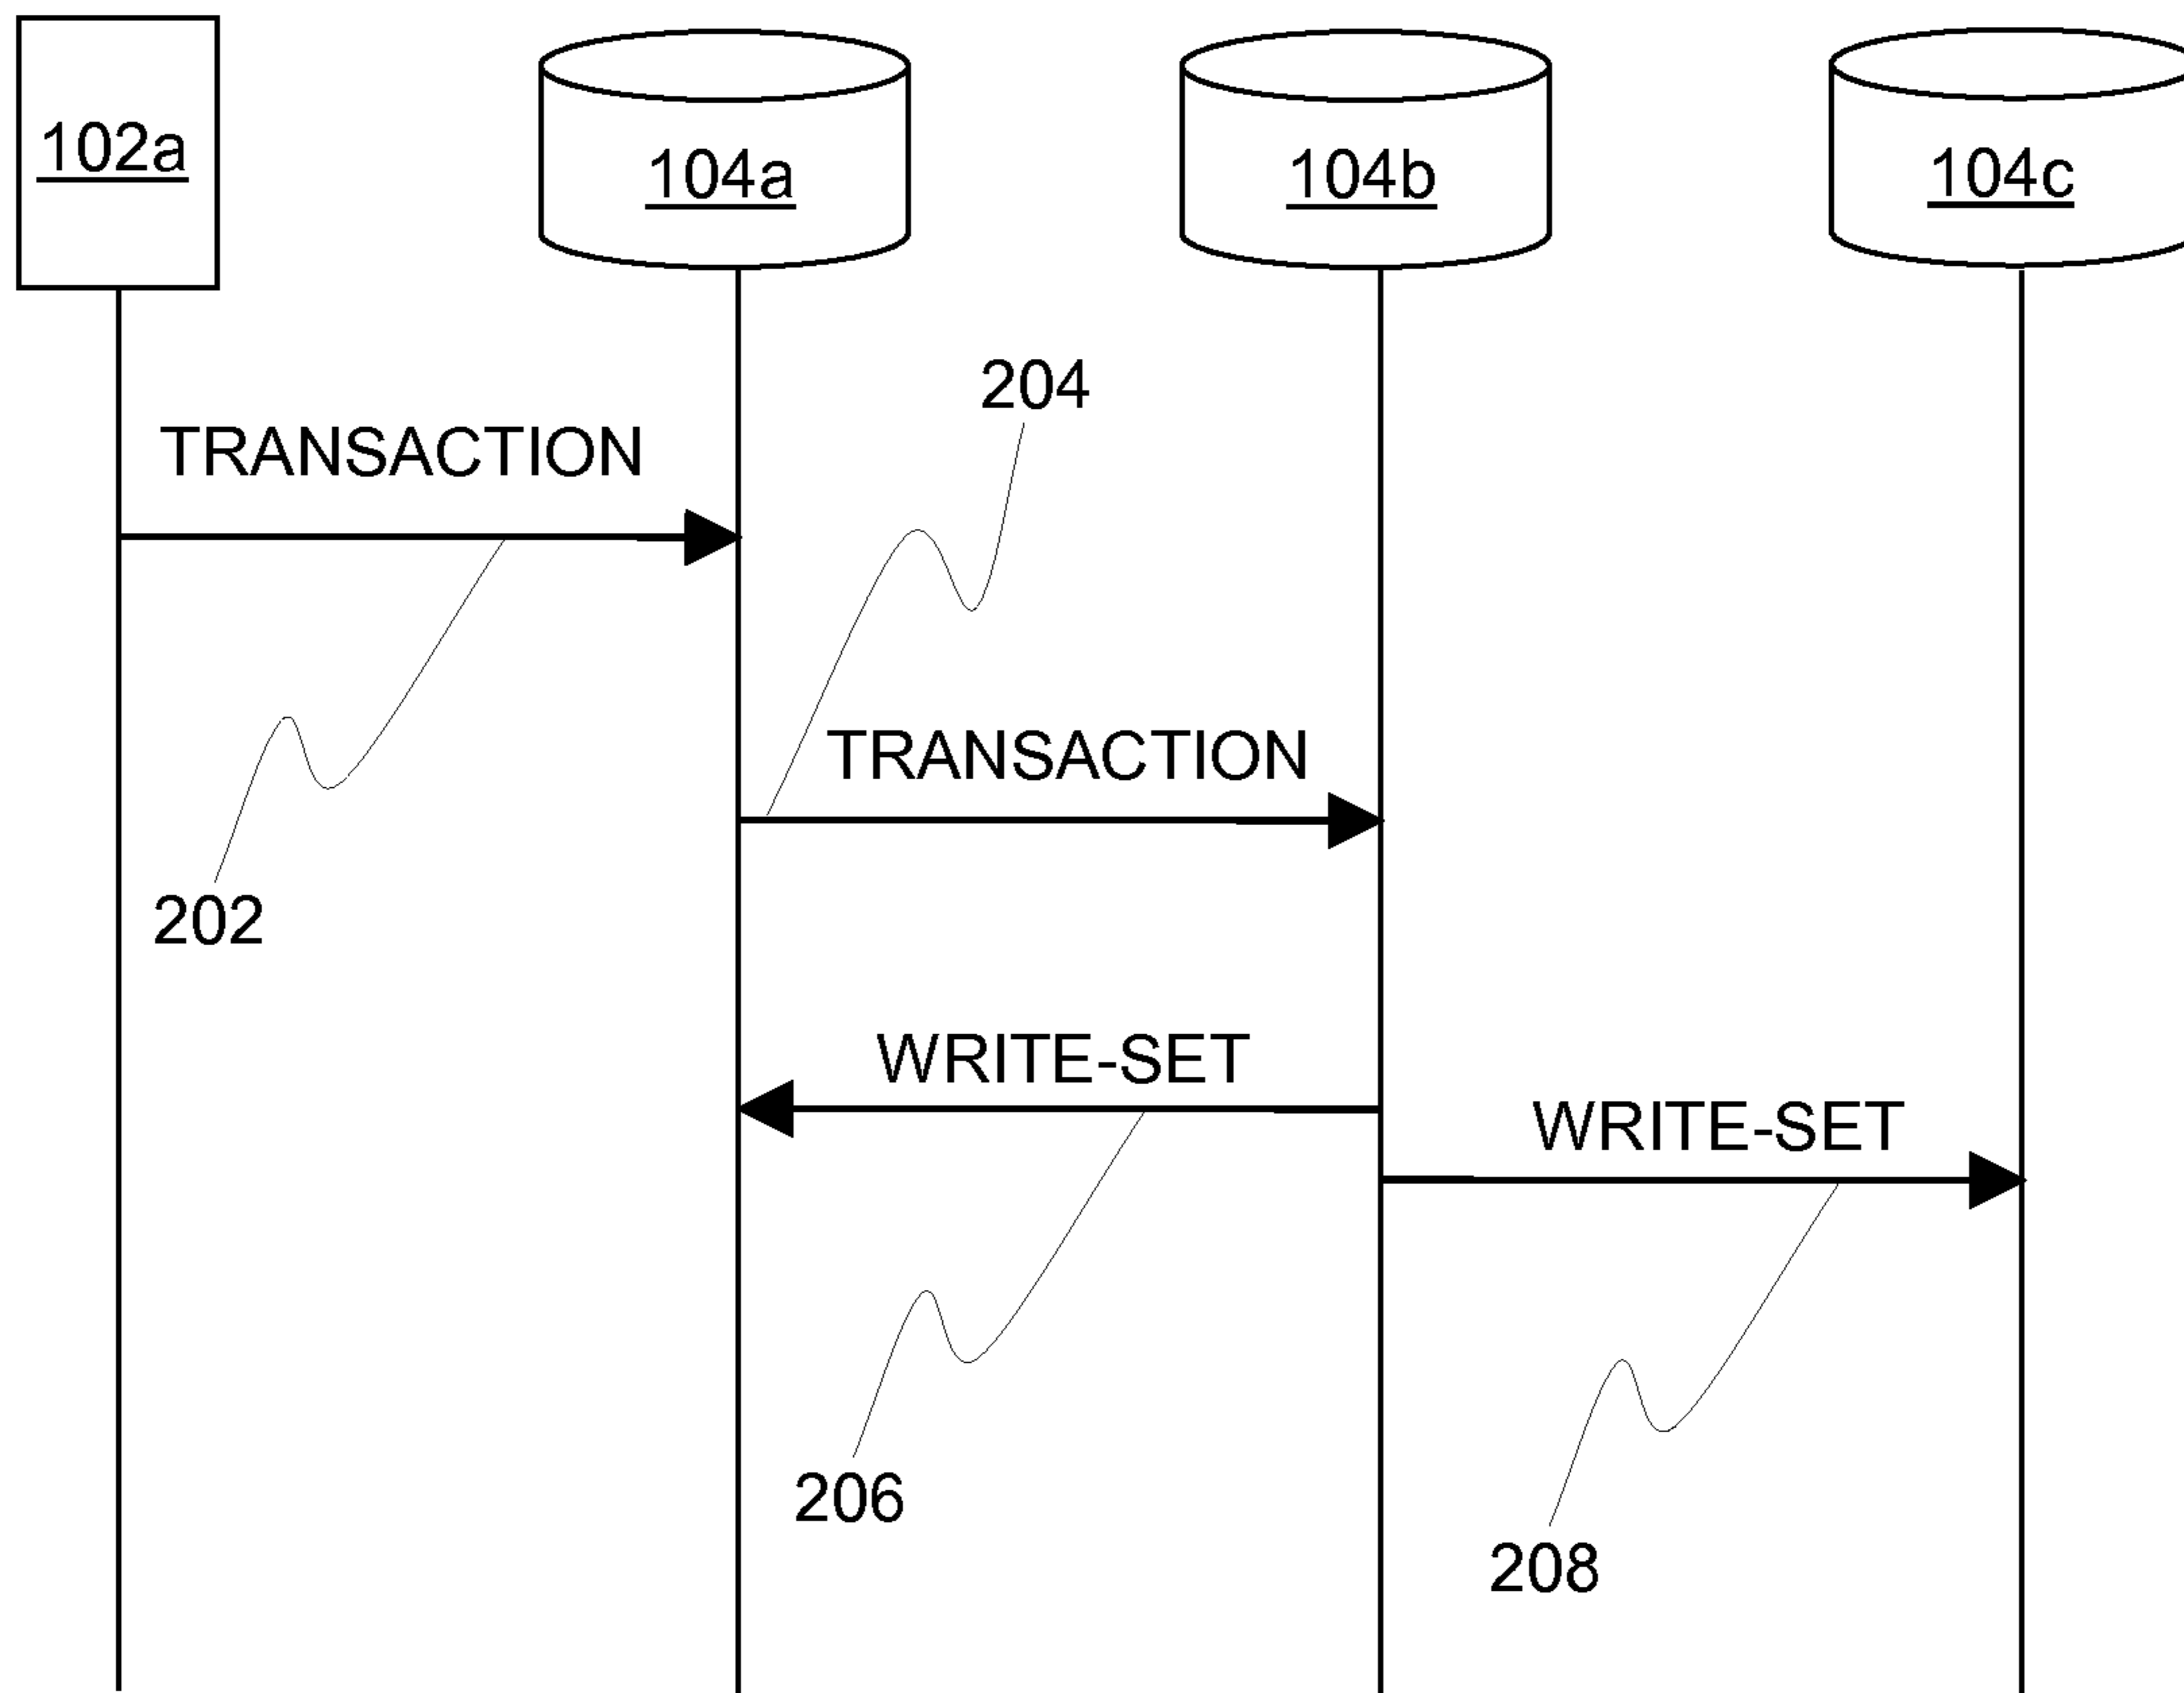 102a
104a
104b
104c
204
TRANSACTION
TRANSACTION
202
WRITE-SET
WRITE-SET
206
208